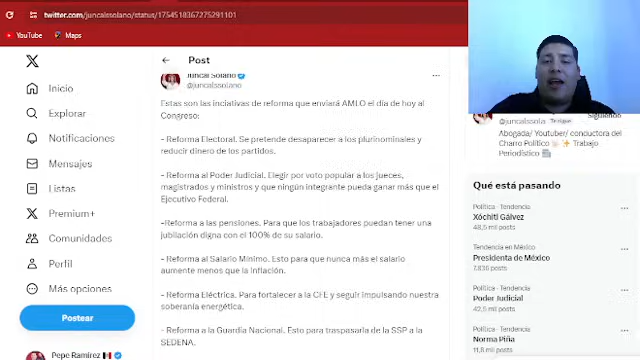 twitter.com/juncalssolano/status/1754518367275291101
YouTube
Maps
Post
Juncal Solano
@juncalssolano
Inicio
Explorar
Notificaciones
Mensajes
Listas
Premium+
Comunidades
Perfil
Más opciones
Postear
Pepe Ramírez
Estas son las inciativas de reforma que enviará AMLO el día de hoy al
Congreso:
- Reforma Electoral. Se pretende desaparecer a los plurinominales y
reducir dinero de los partidos.
- Reforma al Poder Judicial. Elegir por voto popular a los jueces,
magistrados y ministros y que ningún integrante pueda ganar más que el
Ejecutivo Federal.
-Reforma a las pensiones. Para que los trabajadores puedan tener una
jubilación digna con el 100% de su salario.
- Reforma al Salario Mínimo. Esto para que nunca más el salario
aumente menos que la inflación.
- Reforma Eléctrica. Para fortalecer a la CFE y seguir impulsando nuestra
soberanía energética.
- Reforma a la Guardia Nacional. Esto para traspasarla de la SSP a la
SEDENA.
@juncalssola
Siguiendo
Abogada/ Youtuber/ conductora del
Charro Político Trabajo
Periodístico
Qué está pasando
Política · Tendencia
Xóchitl Gálvez
48,5 mil posts
Tendencia en México
Presidenta de México
7.836 posts
Política · Tendencia
Poder Judicial
42,5 mil posts
Política · Tendencia
Norma Piña
11,8 mil posts